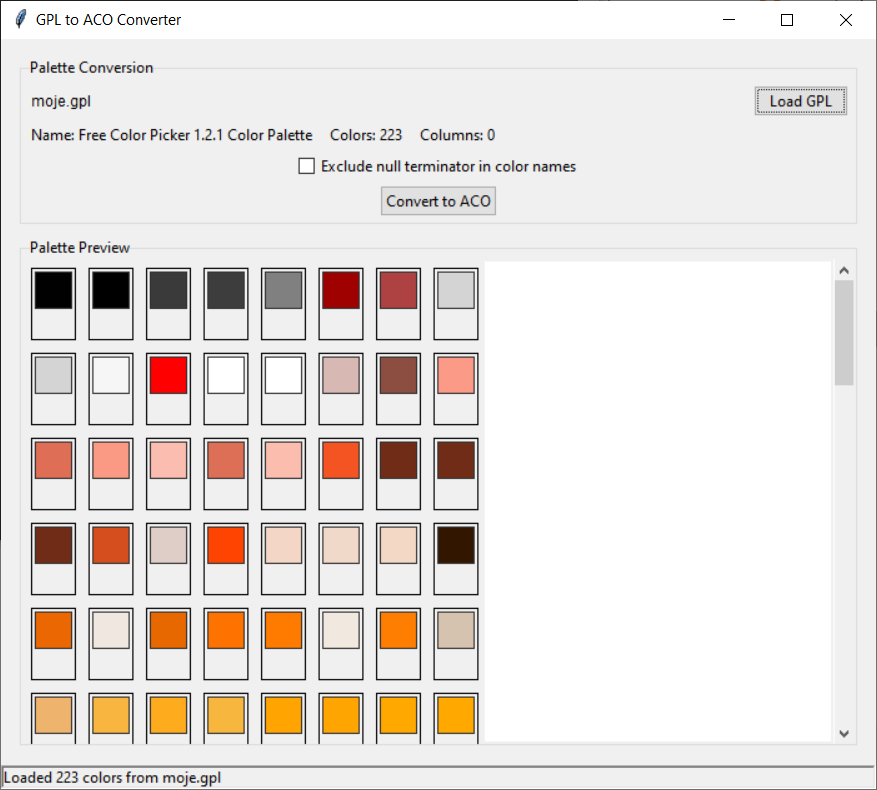 GPL to ACO Converter
Palette Conversion
moje.gpl
Load GPL
Name: Free Color Picker 1.2.1 Color Palette Colors: 223 Columns: 0
Exclude null terminator in color names
Convert to ACO
Palette Preview
Loaded 223 colors from moje.gpl